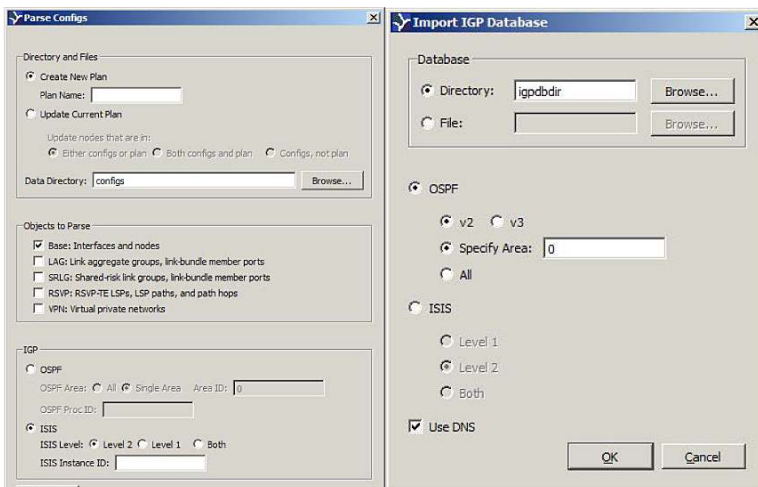 Parse Configs
Directory and Files
Create New Plan
Plan Name:
Update Current Plan
Update nodes that are in:
Either configs or plan Both configs and plan Configs, not plan
Data Directory: configs Browse...
Objects to Parse
Base: Interfaces and nodes
LAG: Link aggregate groups, link-bundle member ports
SRLG: Shared-risk link groups, link-bundle member ports
RSVP: RSVP-TE LSPs, LSP paths, and path hops
VPN: Virtual private networks
IGP
OSPF
OSPF Area: All Single Area Area ID: 0
OSPF Proc ID:
ISIS
ISIS Level: Level 2 Level 1 Both
ISIS Instance ID:
Import IGP Database
Database
Directory: igpdbdir Browse...
File: Browse...
OSPF
v2 v3
Specify Area: 0
All
ISIS
Level 1
Level 2
Both
Use DNS
OK Cancel